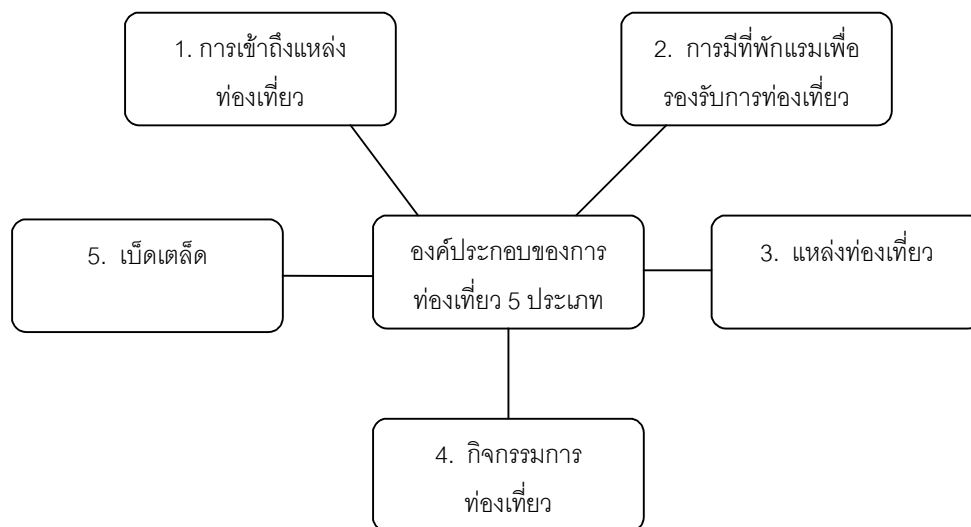 1. การเข้าถึงแหล่ง
ท่องเที่ยว
2. การมีที่พักแรมเพื่อ
รองรับการท่องเที่ยว
5. เบ็ดเตล็ด
องค์ประกอบของการ
ท่องเที่ยว 5 ประเภท
3. แหล่งท่องเที่ยว
4. กิจกรรมการ
ท่องเที่ยว